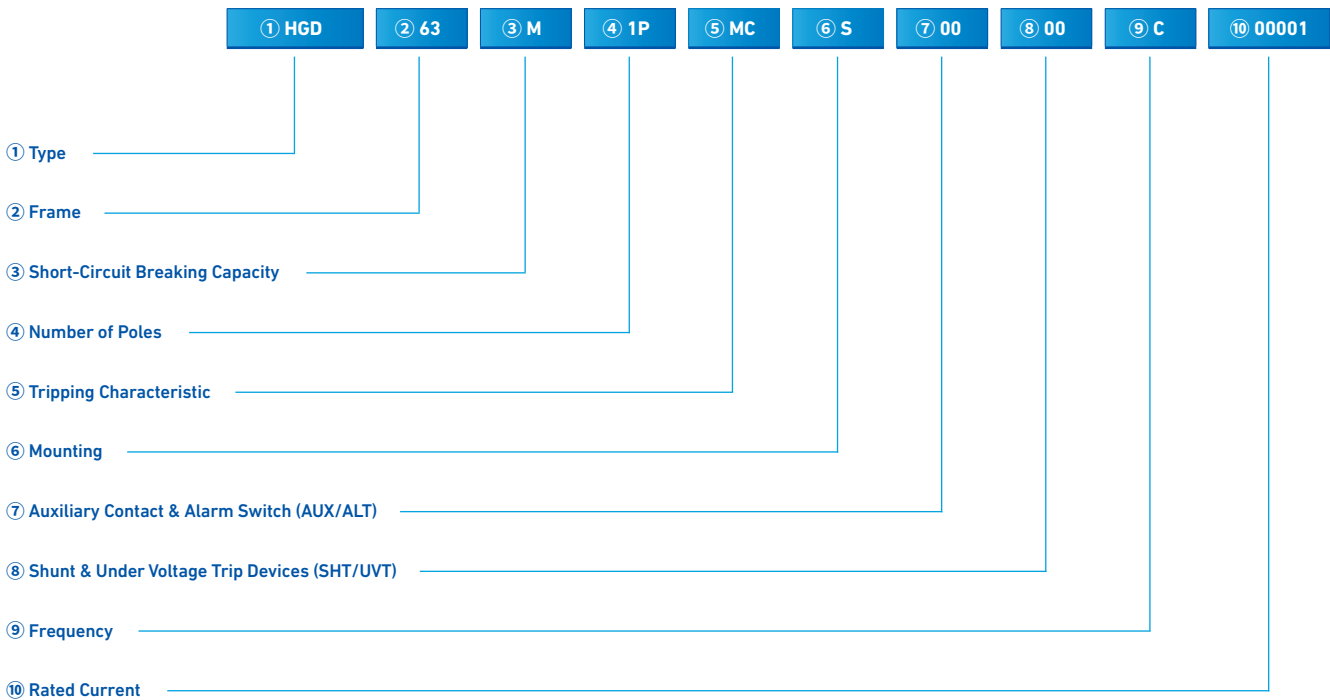 ① HGD ② 63 ③ M ④ 1P ⑤ MC ⑥ S ⑦ 00 ⑧ 00 ⑨ C ⑩ 00001
① Type
② Frame
③ Short-Circuit Breaking Capacity
④ Number of Poles
⑤ Tripping Characteristic
⑥ Mounting
⑦ Auxiliary Contact & Alarm Switch (AUX/ALT)
⑧ Shunt & Under Voltage Trip Devices (SHT/UVT)
⑨ Frequency
⑩ Rated Current